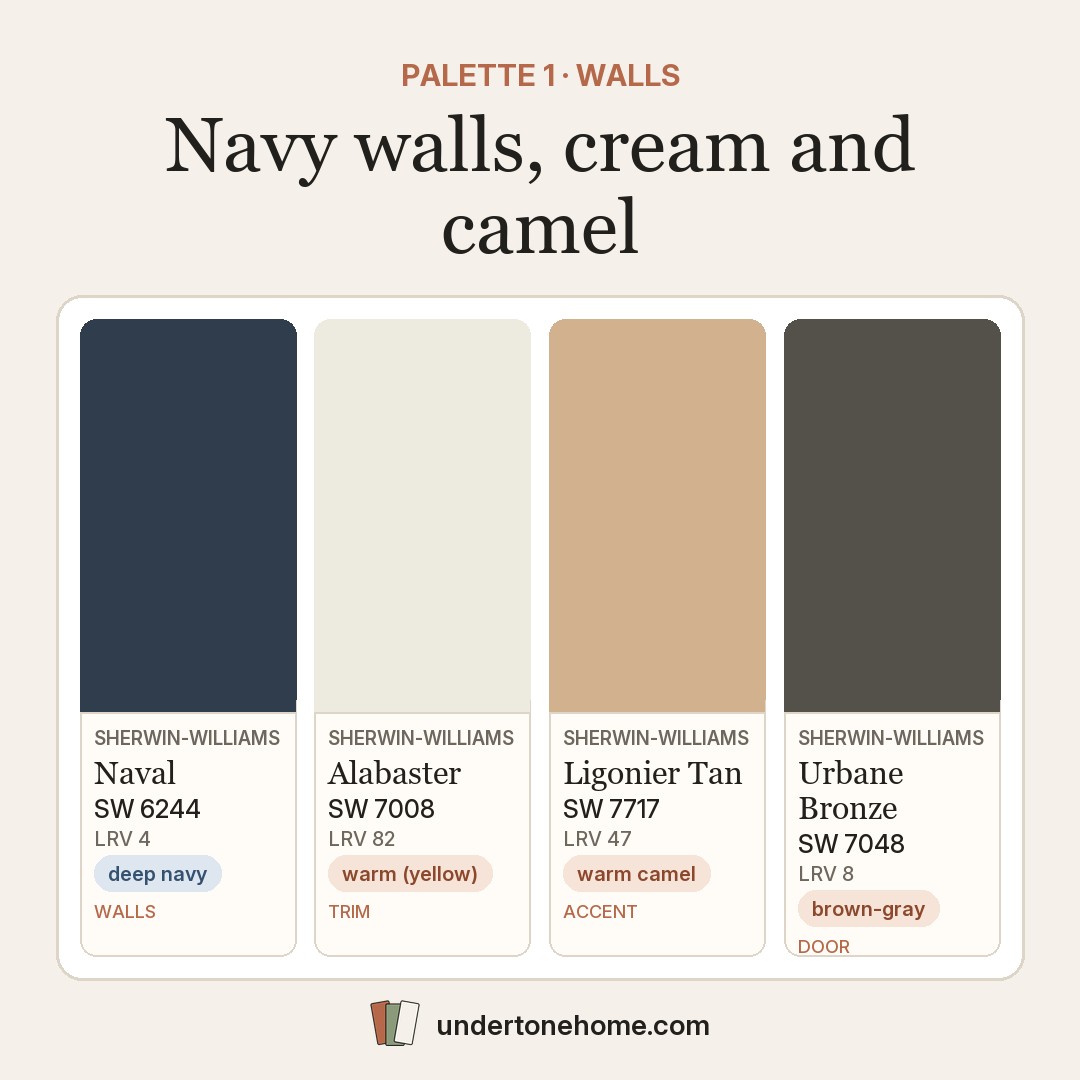 PALETTE 1 · WALLS
Navy walls, cream and
camel
SHERWIN-WILLIAMS
Naval
SW 6244
LRV 4
deep navy
WALLS
SHERWIN-WILLIAMS
Alabaster
SW 7008
LRV 82
warm (yellow)
TRIM
SHERWIN-WILLIAMS
Ligonier Tan
SW 7717
LRV 47
warm camel
ACCENT
SHERWIN-WILLIAMS
Urbane
Bronze
SW 7048
LRV 8
brown-gray
DOOR
undertonehome.com